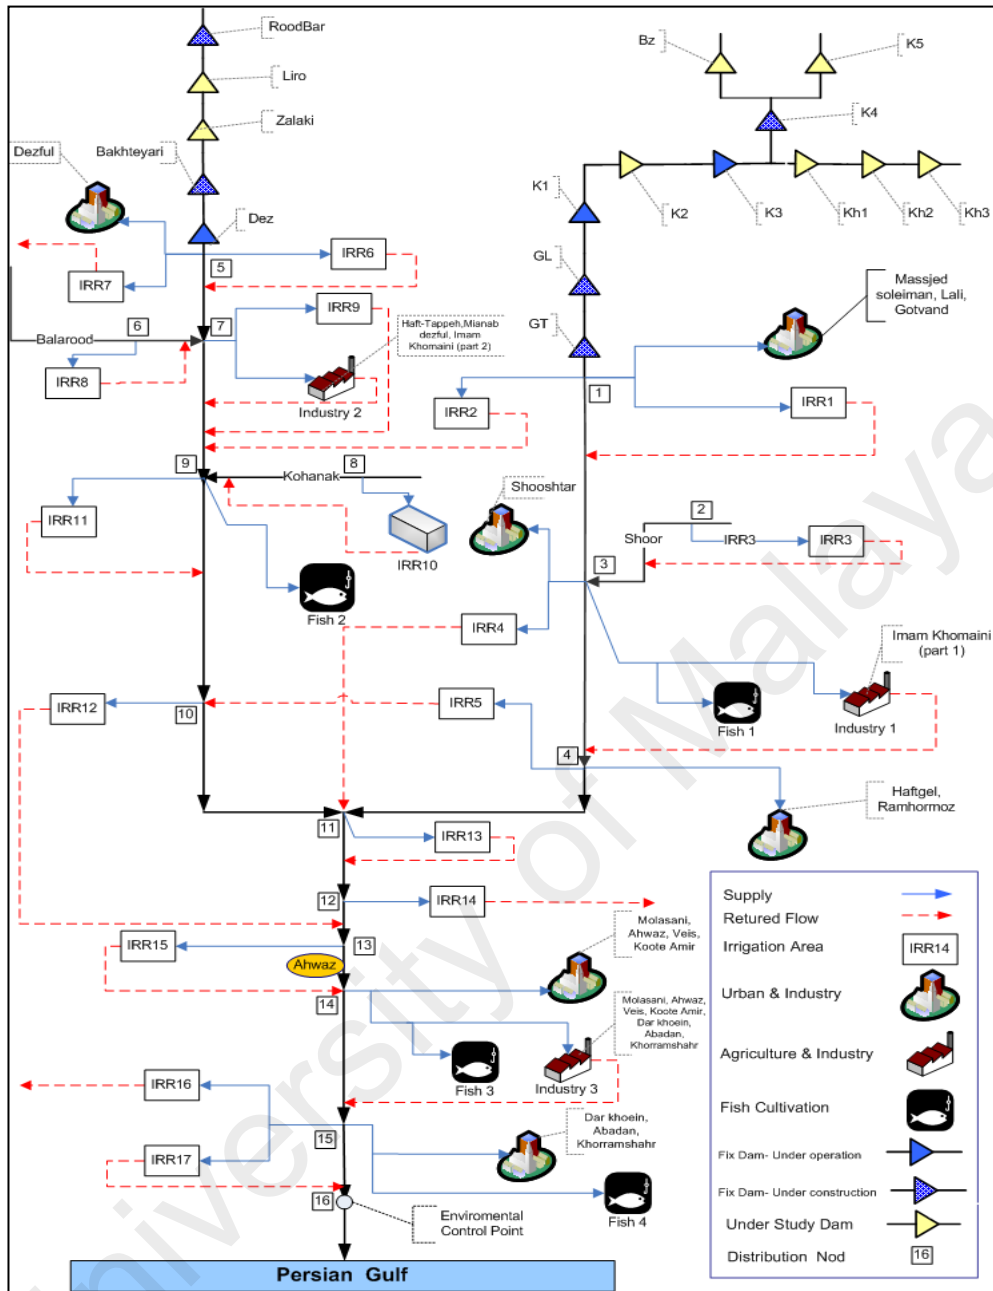 RoodBar
Liro
Zalaki
Dezful
Bakhteyari
Dez
Bz
K5
K4
K1
K2
K3
Kh1
Kh2
Kh3
GL
GT
5
IRR6
IRR7
IRR9
6
7
Balarood
IRR8
Haft-Tappeh,Mianab
dezful, Imam
Khomaini (part 2)
Industry 2
Massjed
soleiman, Lali,
Gotvand
1
IRR2
IRR1
9
Kohanak
8
Shooshtar
IRR11
IRR10
2
Shoor
IRR3
IRR3
3
Fish 2
IRR4
Imam Khomaini
(part 1)
IRR12
10
IRR5
Fish 1
Industry 1
4
Haftgel,
Ramhormoz
11
IRR13
12
IRR14
IRR15
13
Ahwaz
14
Molasani,
Ahwaz, Veis,
Koote Amir
Molasani, Ahwaz,
Veis, Koote Amir,
Dar khoein,
Abadan,
Khorramshahr
Fish 3
Industry 3
IRR16
15
Dar khoein,
Abadan,
Khorramshahr
IRR17
16
Enviromental
Control Point
Fish 4
Persian Gulf
Supply
Retured Flow
Irrigation Area
IRR14
Urban & Industry
Agriculture & Industry
Fish Cultivation
Fix Dam- Under operation
Fix Dam- Under construction
Under Study Dam
Distribution Nod
16
University of Malaya